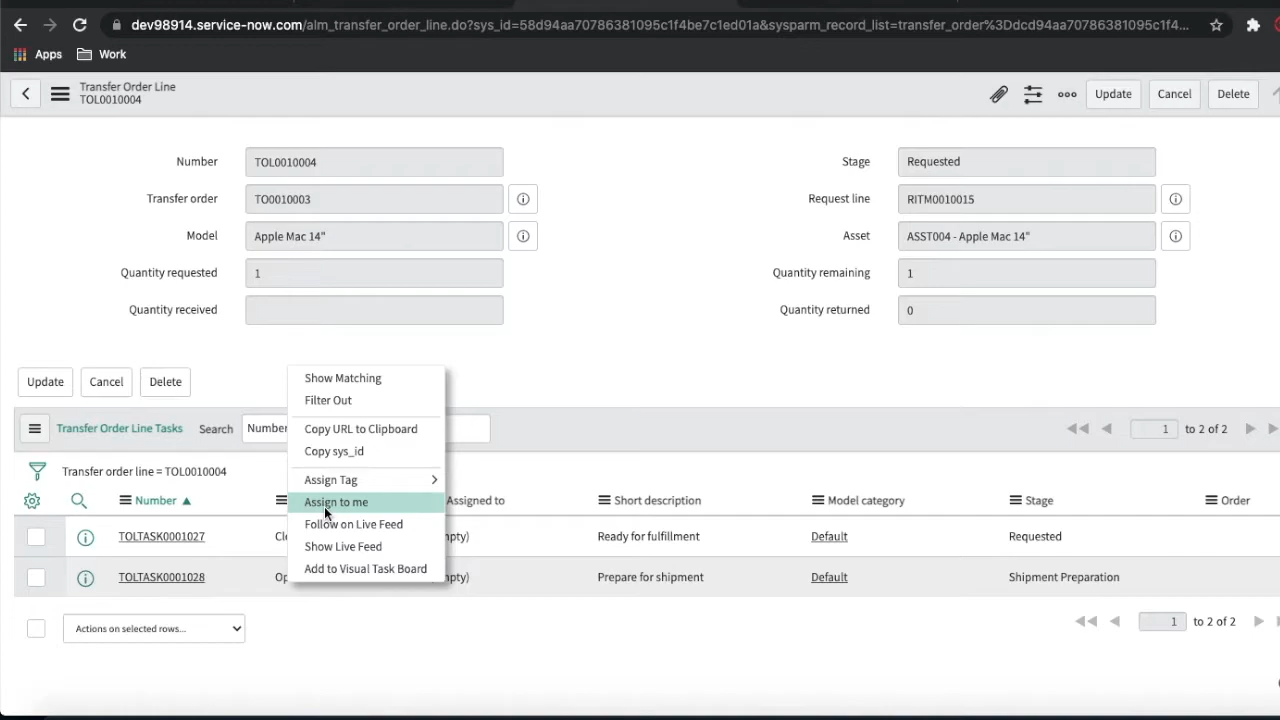 dev98914.service-now.com/alm_transfer_order_line.do?sys_id=58d94aa70786381095c1f4be7c1ed01a&sysparm_record_list=transfer_order%3Ddcd94aa70786381095c1f4...
Apps Work
Transfer Order Line
TOL0010004
Update Cancel Delete
Number TOL0010004 Stage Requested
Transfer order TO0010003 Request line RITM0010015
Model Apple Mac 14" Asset ASST004 - Apple Mac 14"
Quantity requested 1 Quantity remaining 1
Quantity received Quantity returned 0
Update Cancel Delete
Show Matching
Filter Out
Copy URL to Clipboard
Copy sys_id
Assign Tag
Assign to me
Follow on Live Feed
Show Live Feed
Add to Visual Task Board
Transfer Order Line Tasks Search Number 1 to 2 of 2
Transfer order line = TOL0010004
Number Assigned to Short description Model category Stage Order
TOLTASK0001027 Ready for fulfillment Default Requested
TOLTASK0001028 Prepare for shipment Default Shipment Preparation
Actions on selected rows... 1 to 2 of 2